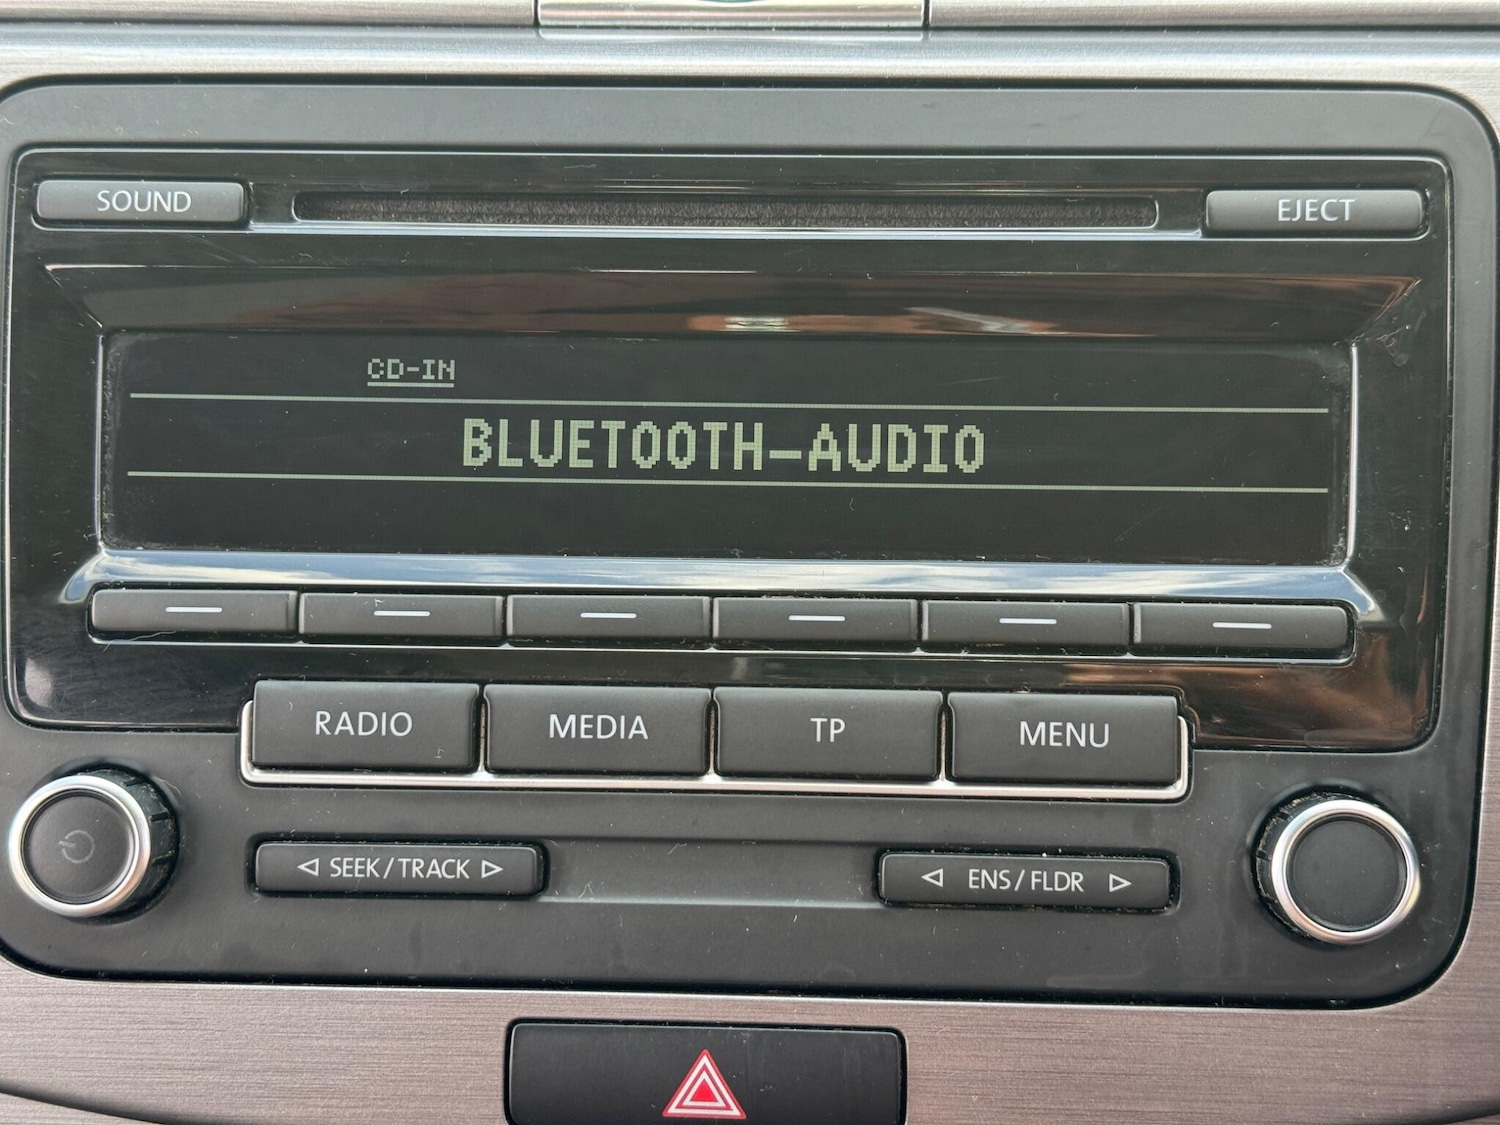 SOUND
EJECT
CD-IN
BLUETOOTH-AUDIO
RADIO MEDIA TP MENU
◁ SEEK/TRACK ▷
◁ ENS/FLDR ▷